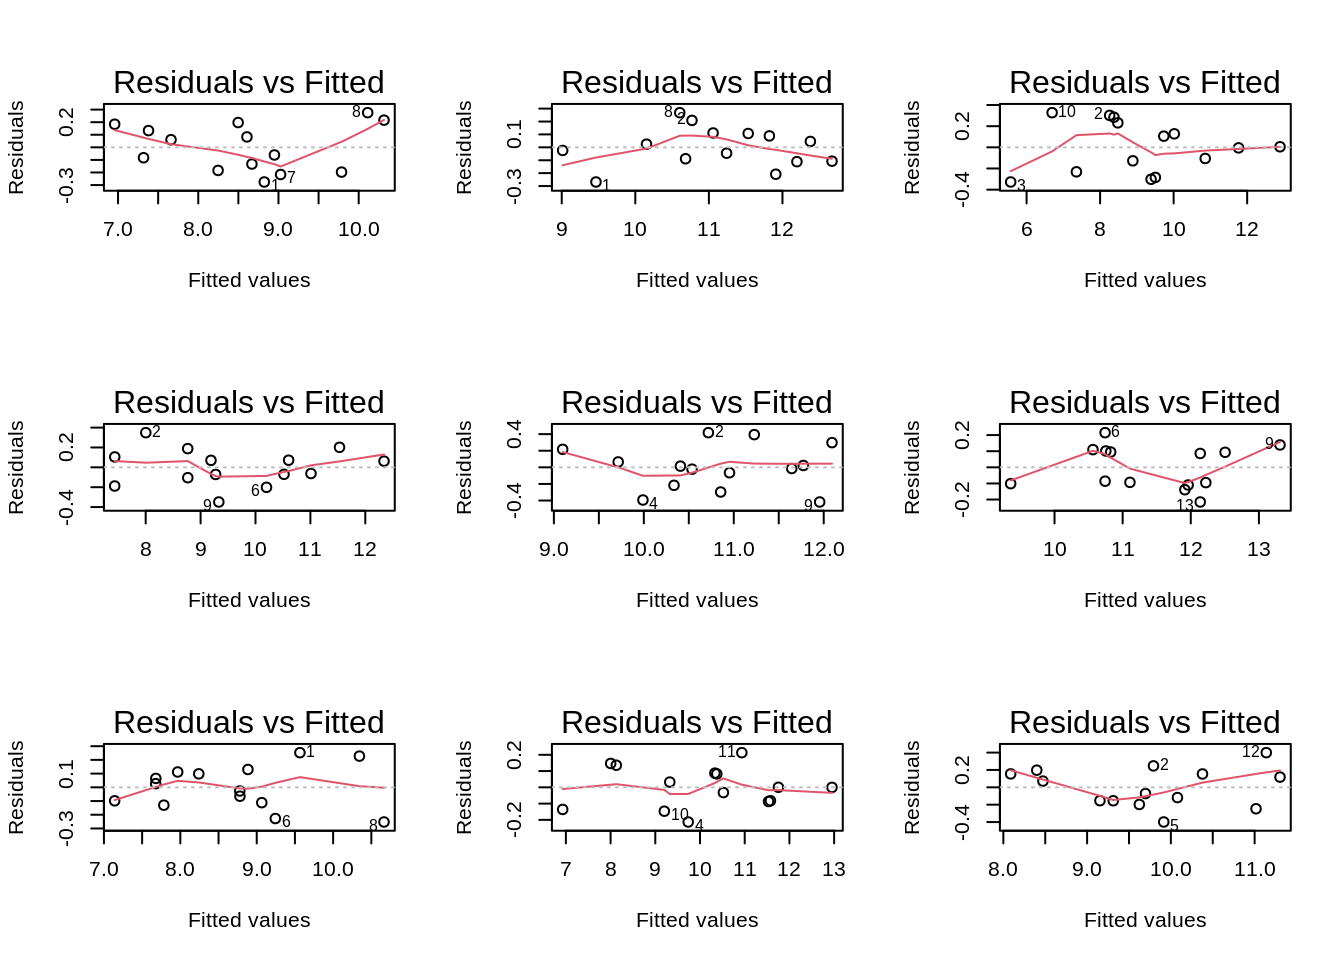 Residuals vs Fitted
Residuals
0.2
-0.3
8
1
7
7.0 8.0 9.0 10.0
Fitted values
Residuals vs Fitted
Residuals
0.1
-0.3
8
2
1
9 10 11 12
Fitted values
Residuals vs Fitted
Residuals
0.2
-0.4
10
2
3
6 8 10 12
Fitted values
Residuals vs Fitted
Residuals
0.2
-0.4
2
6
9
8 9 10 11 12
Fitted values
Residuals vs Fitted
Residuals
0.4
-0.4
2
4
9
9.0 10.0 11.0 12.0
Fitted values
Residuals vs Fitted
Residuals
0.2
-0.2
6
9
13
10 11 12 13
Fitted values
Residuals vs Fitted
Residuals
0.1
-0.3
1
6
8
7.0 8.0 9.0 10.0
Fitted values
Residuals vs Fitted
Residuals
0.2
-0.2
11
10
4
7 8 9 10 11 12 13
Fitted values
Residuals vs Fitted
Residuals
0.2
-0.4
12
2
5
8.0 9.0 10.0 11.0
Fitted values